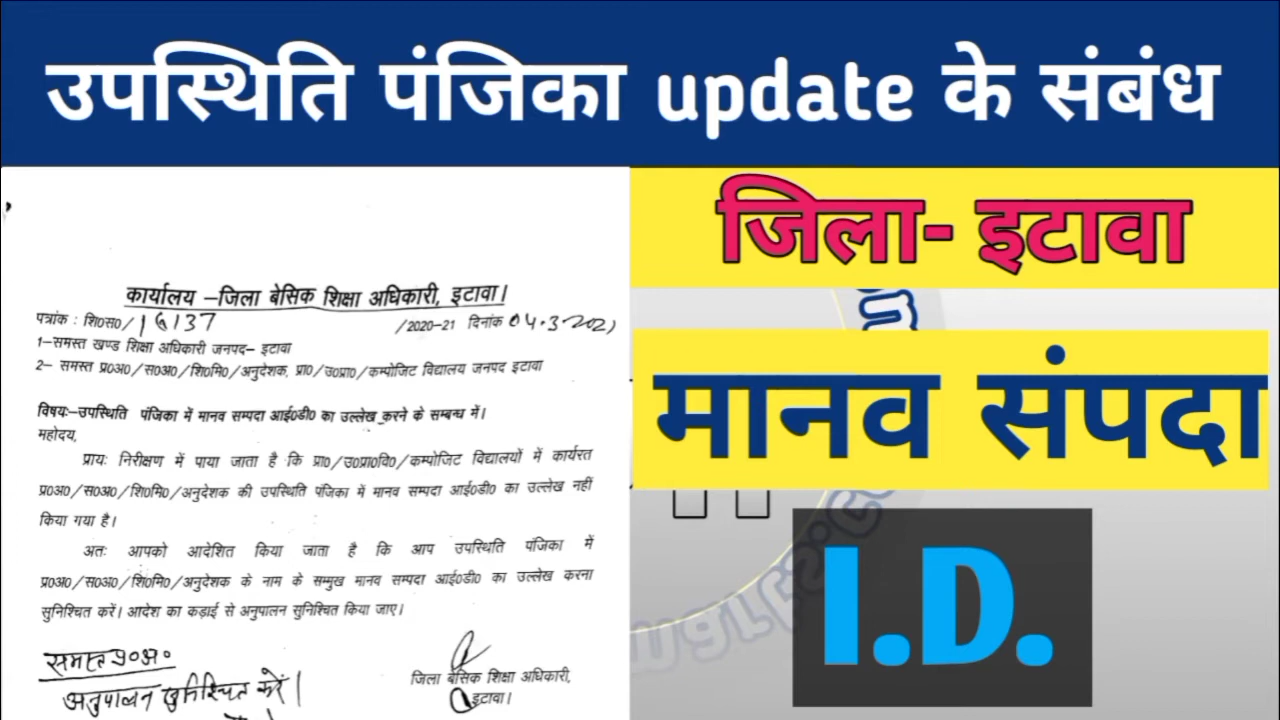 उपस्थिति पंजिका update के संबंध
जिला- इटावा
मानव संपदा
I.D.
कार्यालय –जिला बेसिक शिक्षा अधिकारी, इटावा।
पत्रांक : शि0स0/ /2020-21 दिनांक 04.3.2021
1–समस्त खण्ड शिक्षा अधिकारी जनपद– इटावा
2– समस्त प्र0अ0/स0अ0/शि0मि0/अनुदेशक, प्रा0/उ0प्रा0/कम्पोजिट विद्यालय जनपद इटावा
विषयः–उपस्थिति पंजिका में मानव सम्पदा आई0डी0 का उल्लेख करने के सम्बन्ध में।
महोदय,
प्रायः निरीक्षण में पाया जाता है कि प्रा0/उ0प्रा0वि0/कम्पोजिट विद्यालयों में कार्यरत
प्र0अ0/स0अ0/शि0मि0/अनुदेशक की उपस्थिति पंजिका में मानव सम्पदा आई0डी0 का उल्लेख नहीं
किया गया है।
अतः आपको आदेशित किया जाता है कि आप उपस्थिति पंजिका में
प्र0अ0/स0अ0/शि0मि0/अनुदेशक के नाम के सम्मुख मानव सम्पदा आई0डी0 का उल्लेख करना
सुनिश्चित करें। आदेश का कड़ाई से अनुपालन सुनिश्चित किया जाए।
समस्त प्र०अ०
अनुपालन सुनिश्चित करें।
जिला बेसिक शिक्षा अधिकारी,
इटावा।